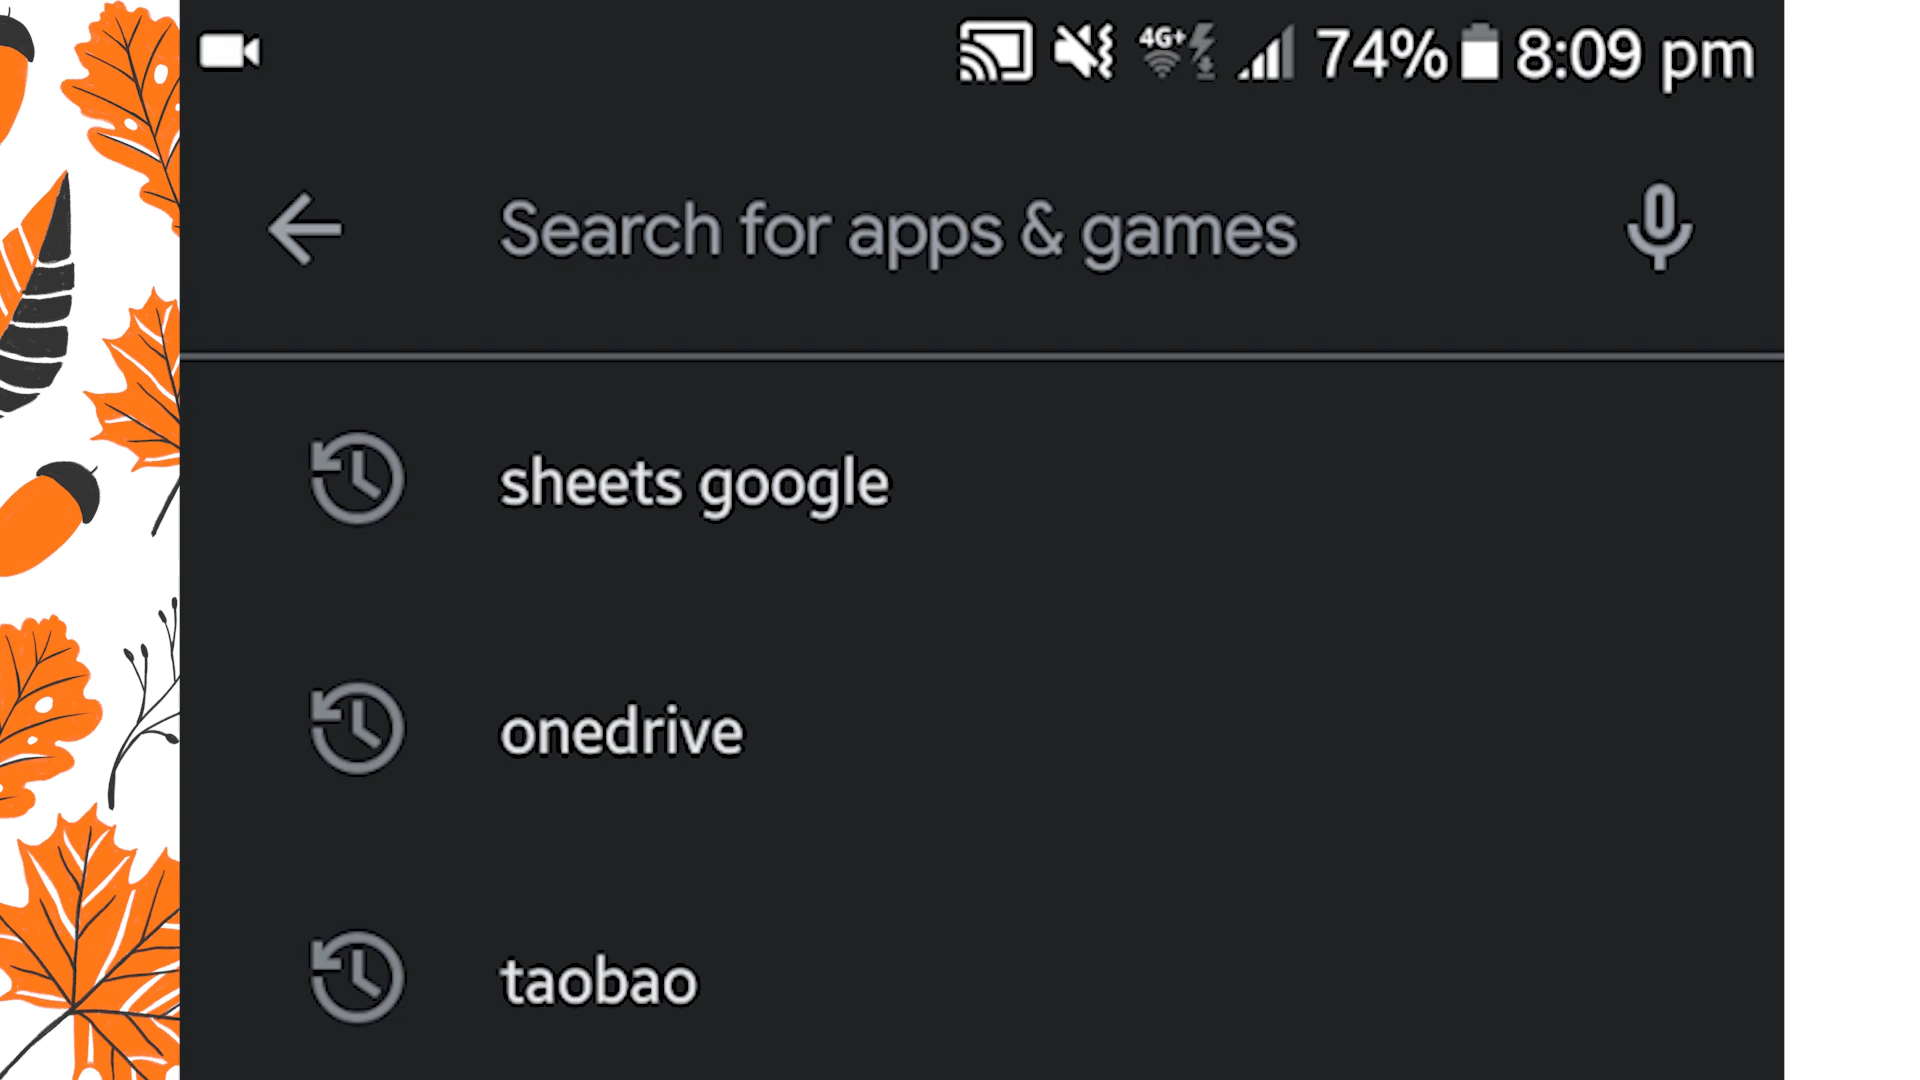 4G+ 74% 8:09 pm
Search for apps & games
sheets google
onedrive
taobao